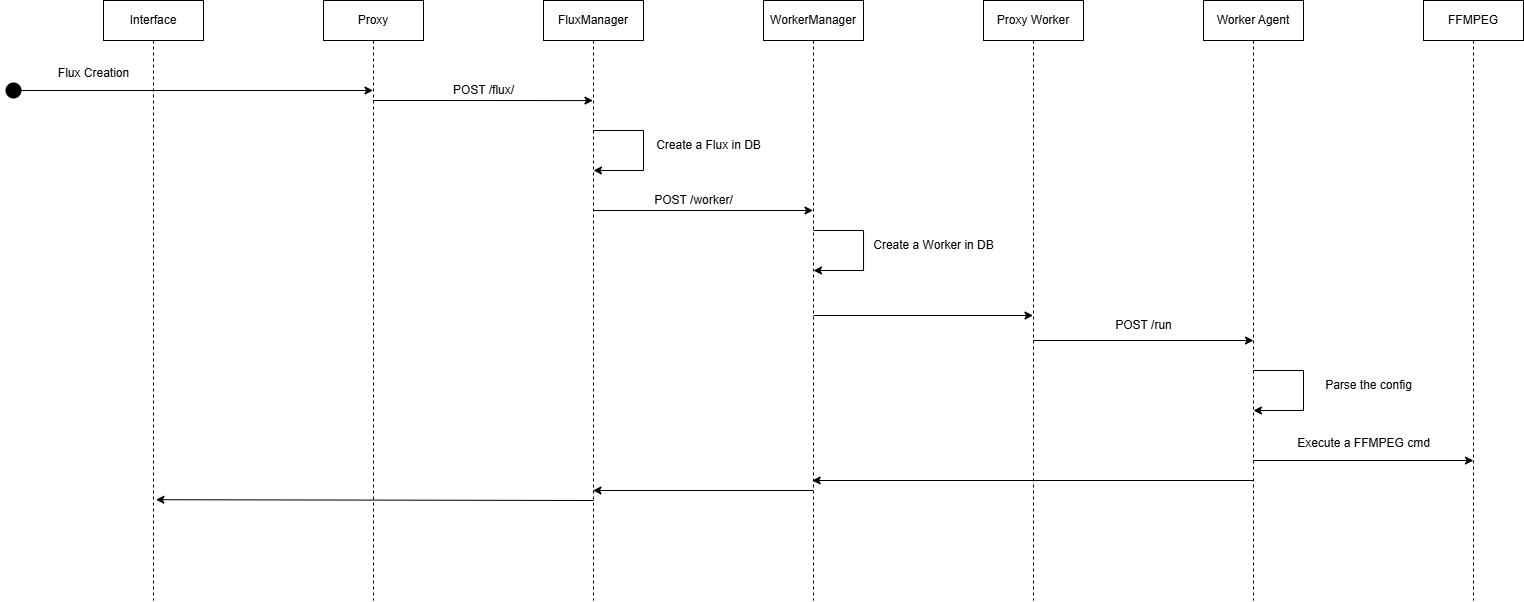 Interface
Proxy
FluxManager
WorkerManager
Proxy Worker
Worker Agent
FFMPEG
Flux Creation
POST /flux/
Create a Flux in DB
POST /worker/
Create a Worker in DB
POST /run
Parse the config
Execute a FFMPEG cmd